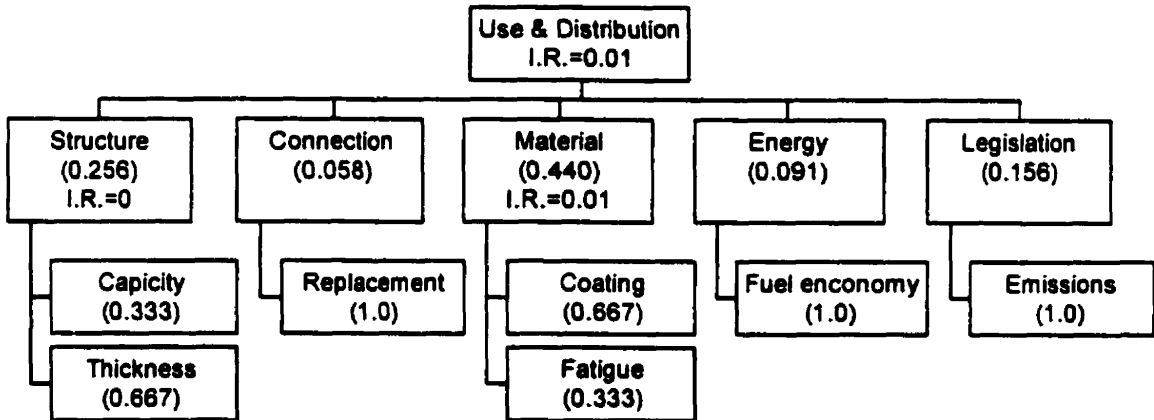 Use & Distribution
I.R.=0.01
Structure
(0.256)
I.R.=0
Connection
(0.058)
Material
(0.440)
I.R.=0.01
Energy
(0.091)
Legislation
(0.156)
Capicity
(0.333)
Replacement
(1.0)
Coating
(0.667)
Fuel enconomy
(1.0)
Emissions
(1.0)
Thickness
(0.667)
Fatigue
(0.333)